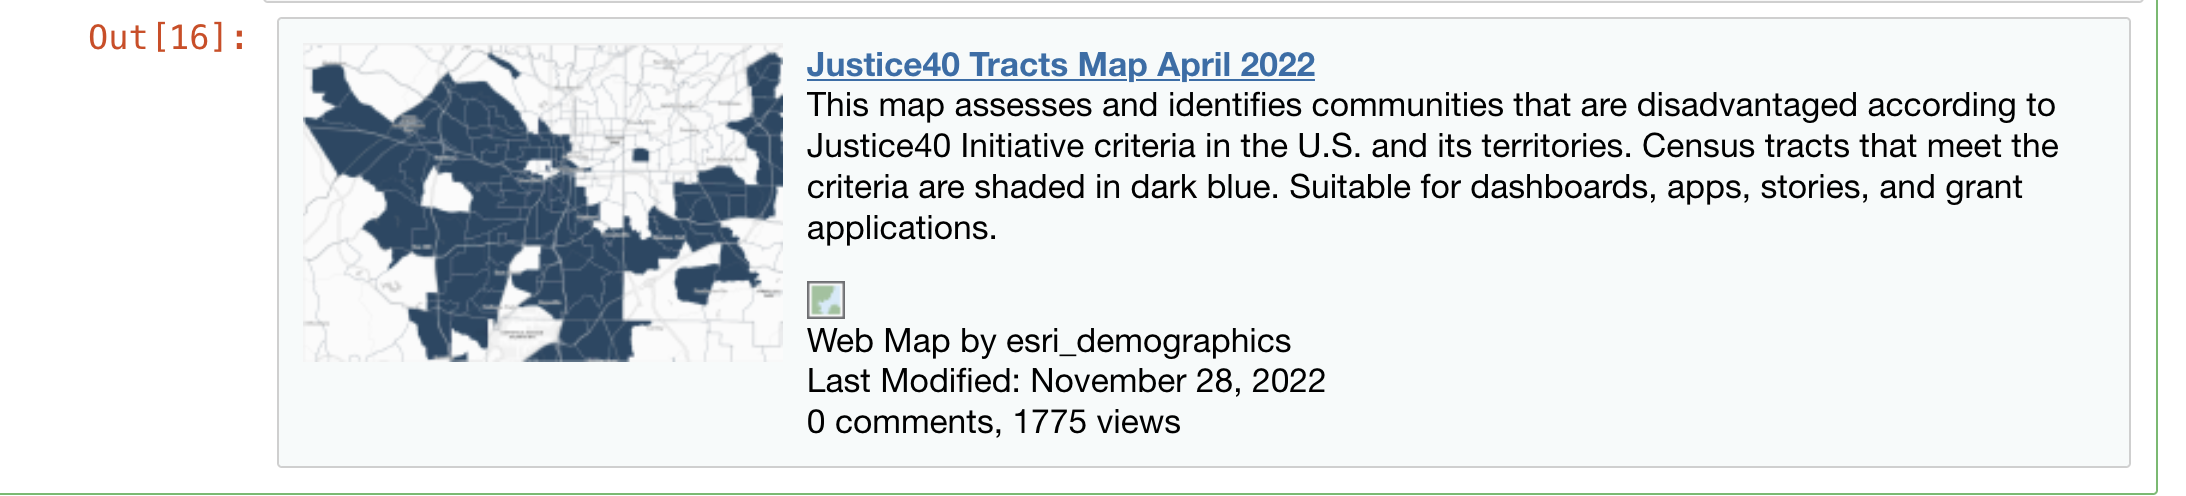 Out[16]:
Justice40 Tracts Map April 2022
This map assesses and identifies communities that are disadvantaged according to
Justice40 Initiative criteria in the U.S. and its territories. Census tracts that meet the
criteria are shaded in dark blue. Suitable for dashboards, apps, stories, and grant
applications.
Web Map by esri_demographics
Last Modified: November 28, 2022
0 comments, 1775 views